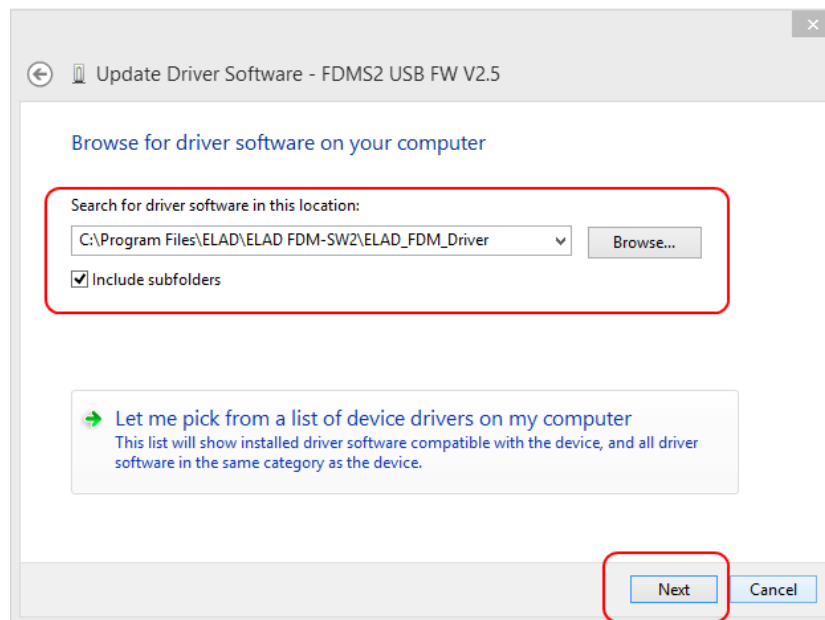 Update Driver Software - FDMS2 USB FW V2.5
Browse for driver software on your computer
Search for driver software in this location:
C:\Program Files\ELAD\ELAD FDM-SW2\ELAD_FDM_Driver
Browse...
Include subfolders
Let me pick from a list of device drivers on my computer
This list will show installed driver software compatible with the device, and all driver
software in the same category as the device.
Next
Cancel